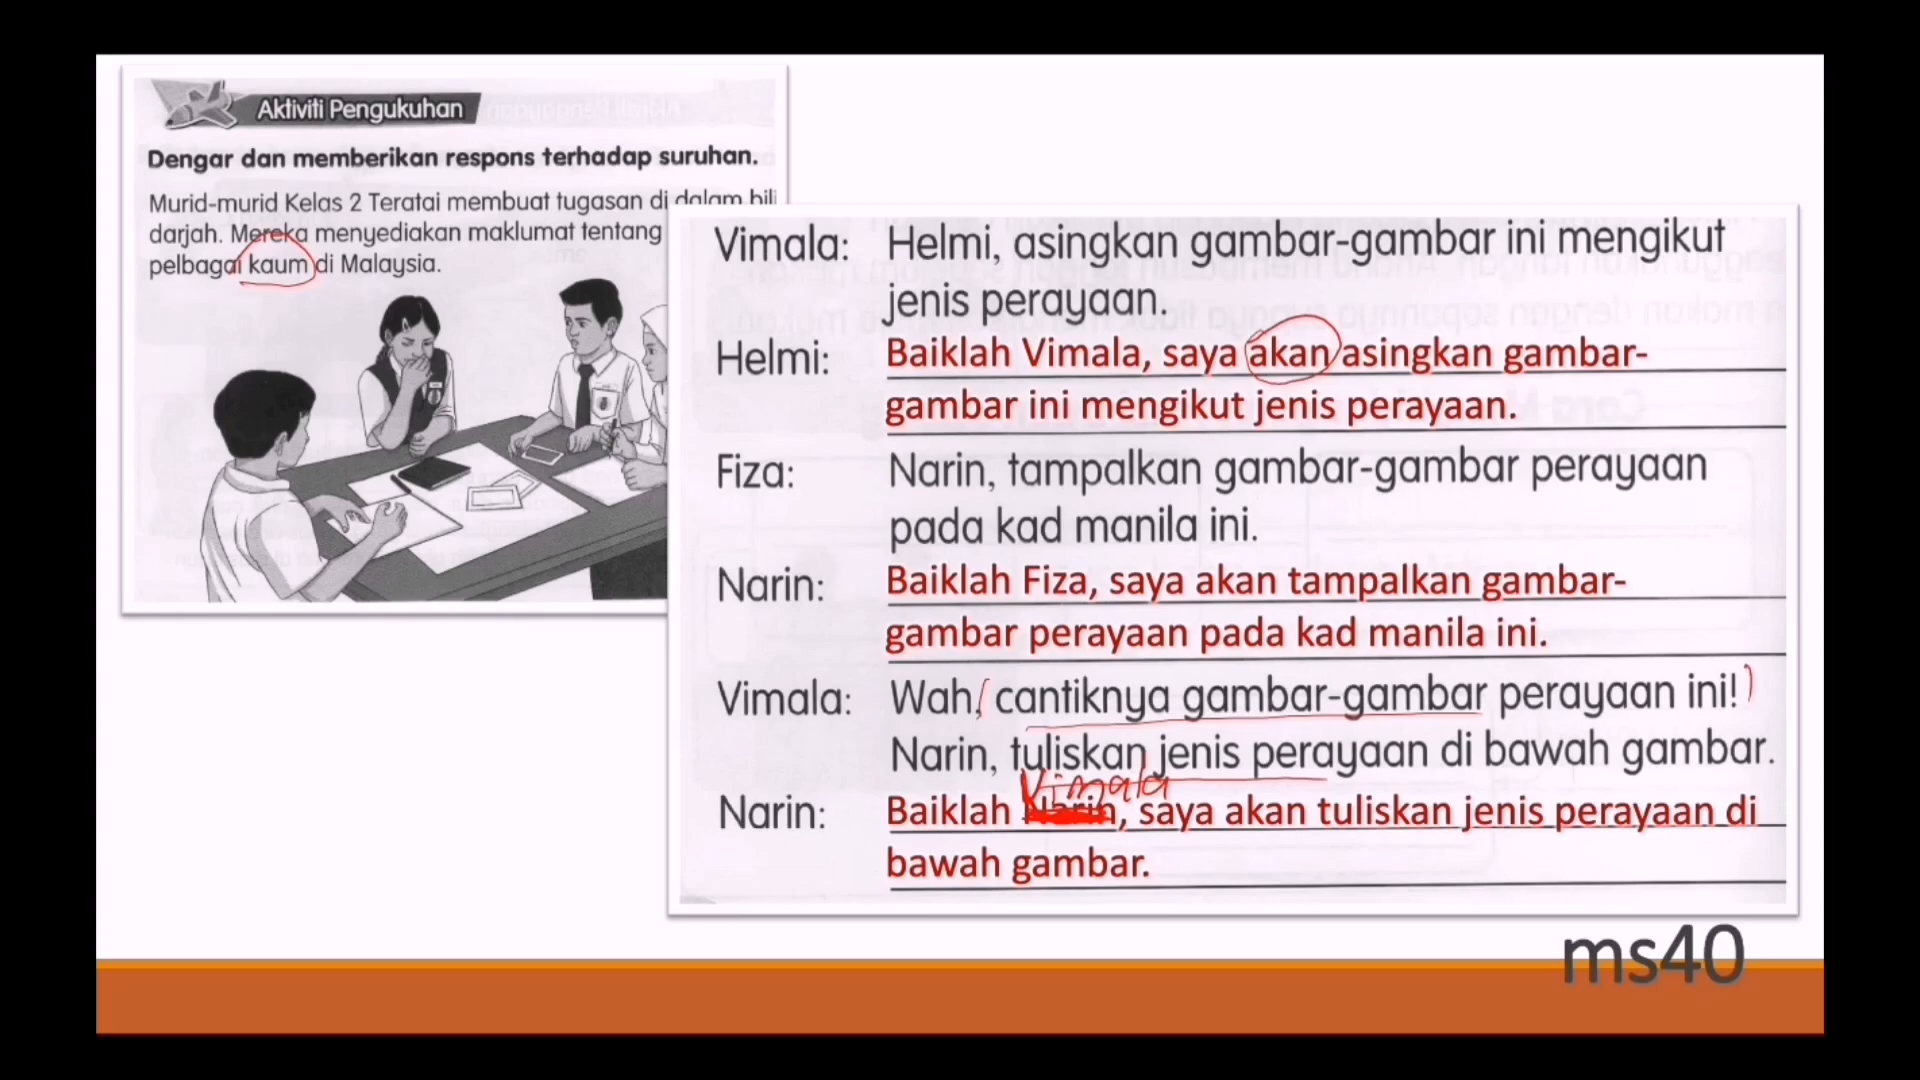 Aktiviti Pengukuhan
Dengar dan memberikan respons terhadap suruhan.
Murid-murid Kelas 2 Teratai membuat tugasan di dalam bili
darjah. Mereka menyediakan maklumat tentang
pelbagai kaum di Malaysia.
Vimala: Helmi, asingkan gambar-gambar ini mengikut
jenis perayaan.
Helmi: Baiklah Vimala, saya akan asingkan gambar-
gambar ini mengikut jenis perayaan.
Fiza: Narin, tampalkan gambar-gambar perayaan
pada kad manila ini.
Narin: Baiklah Fiza, saya akan tampalkan gambar-
gambar perayaan pada kad manila ini.
Vimala: Wah, cantiknya gambar-gambar perayaan ini!
Narin, tuliskan jenis perayaan di bawah gambar.
Vimala
Narin: Baiklah Narin, saya akan tuliskan jenis perayaan di
bawah gambar.
ms40